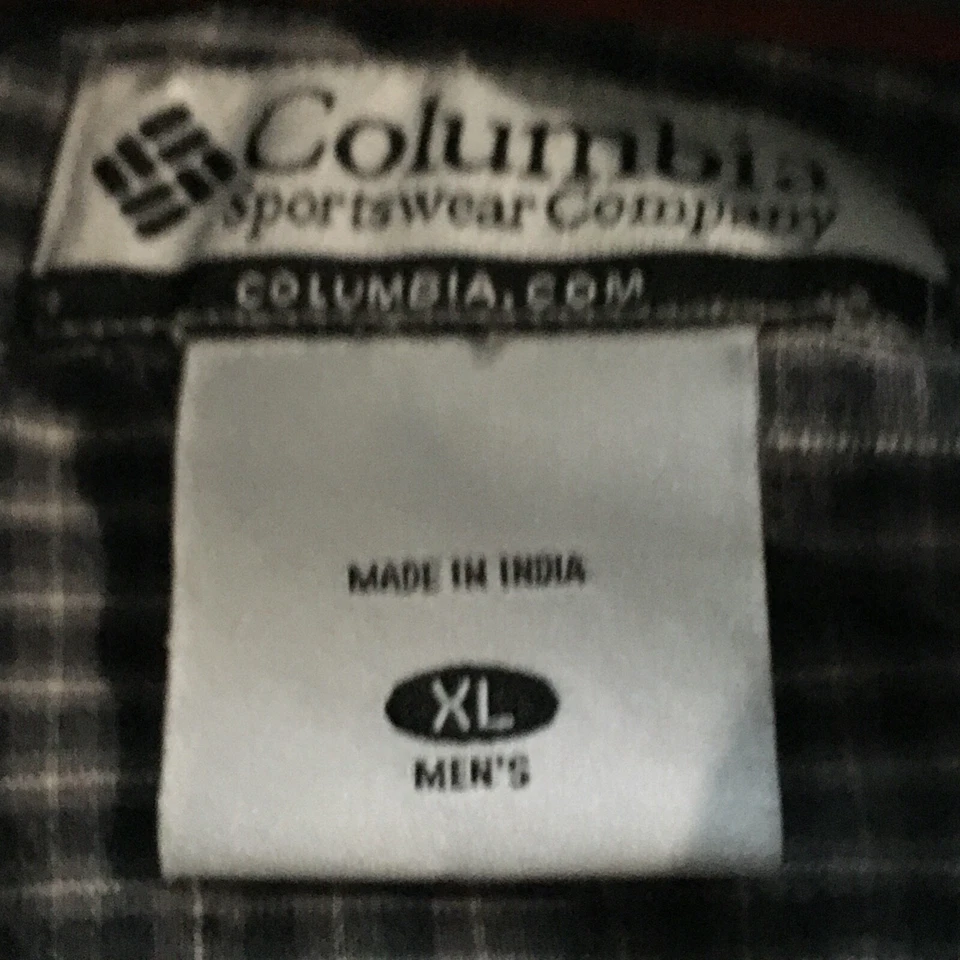 Columbia
Sportswear Company
COLUMBIA.COM
MADE IN INDIA
XL
MEN'S